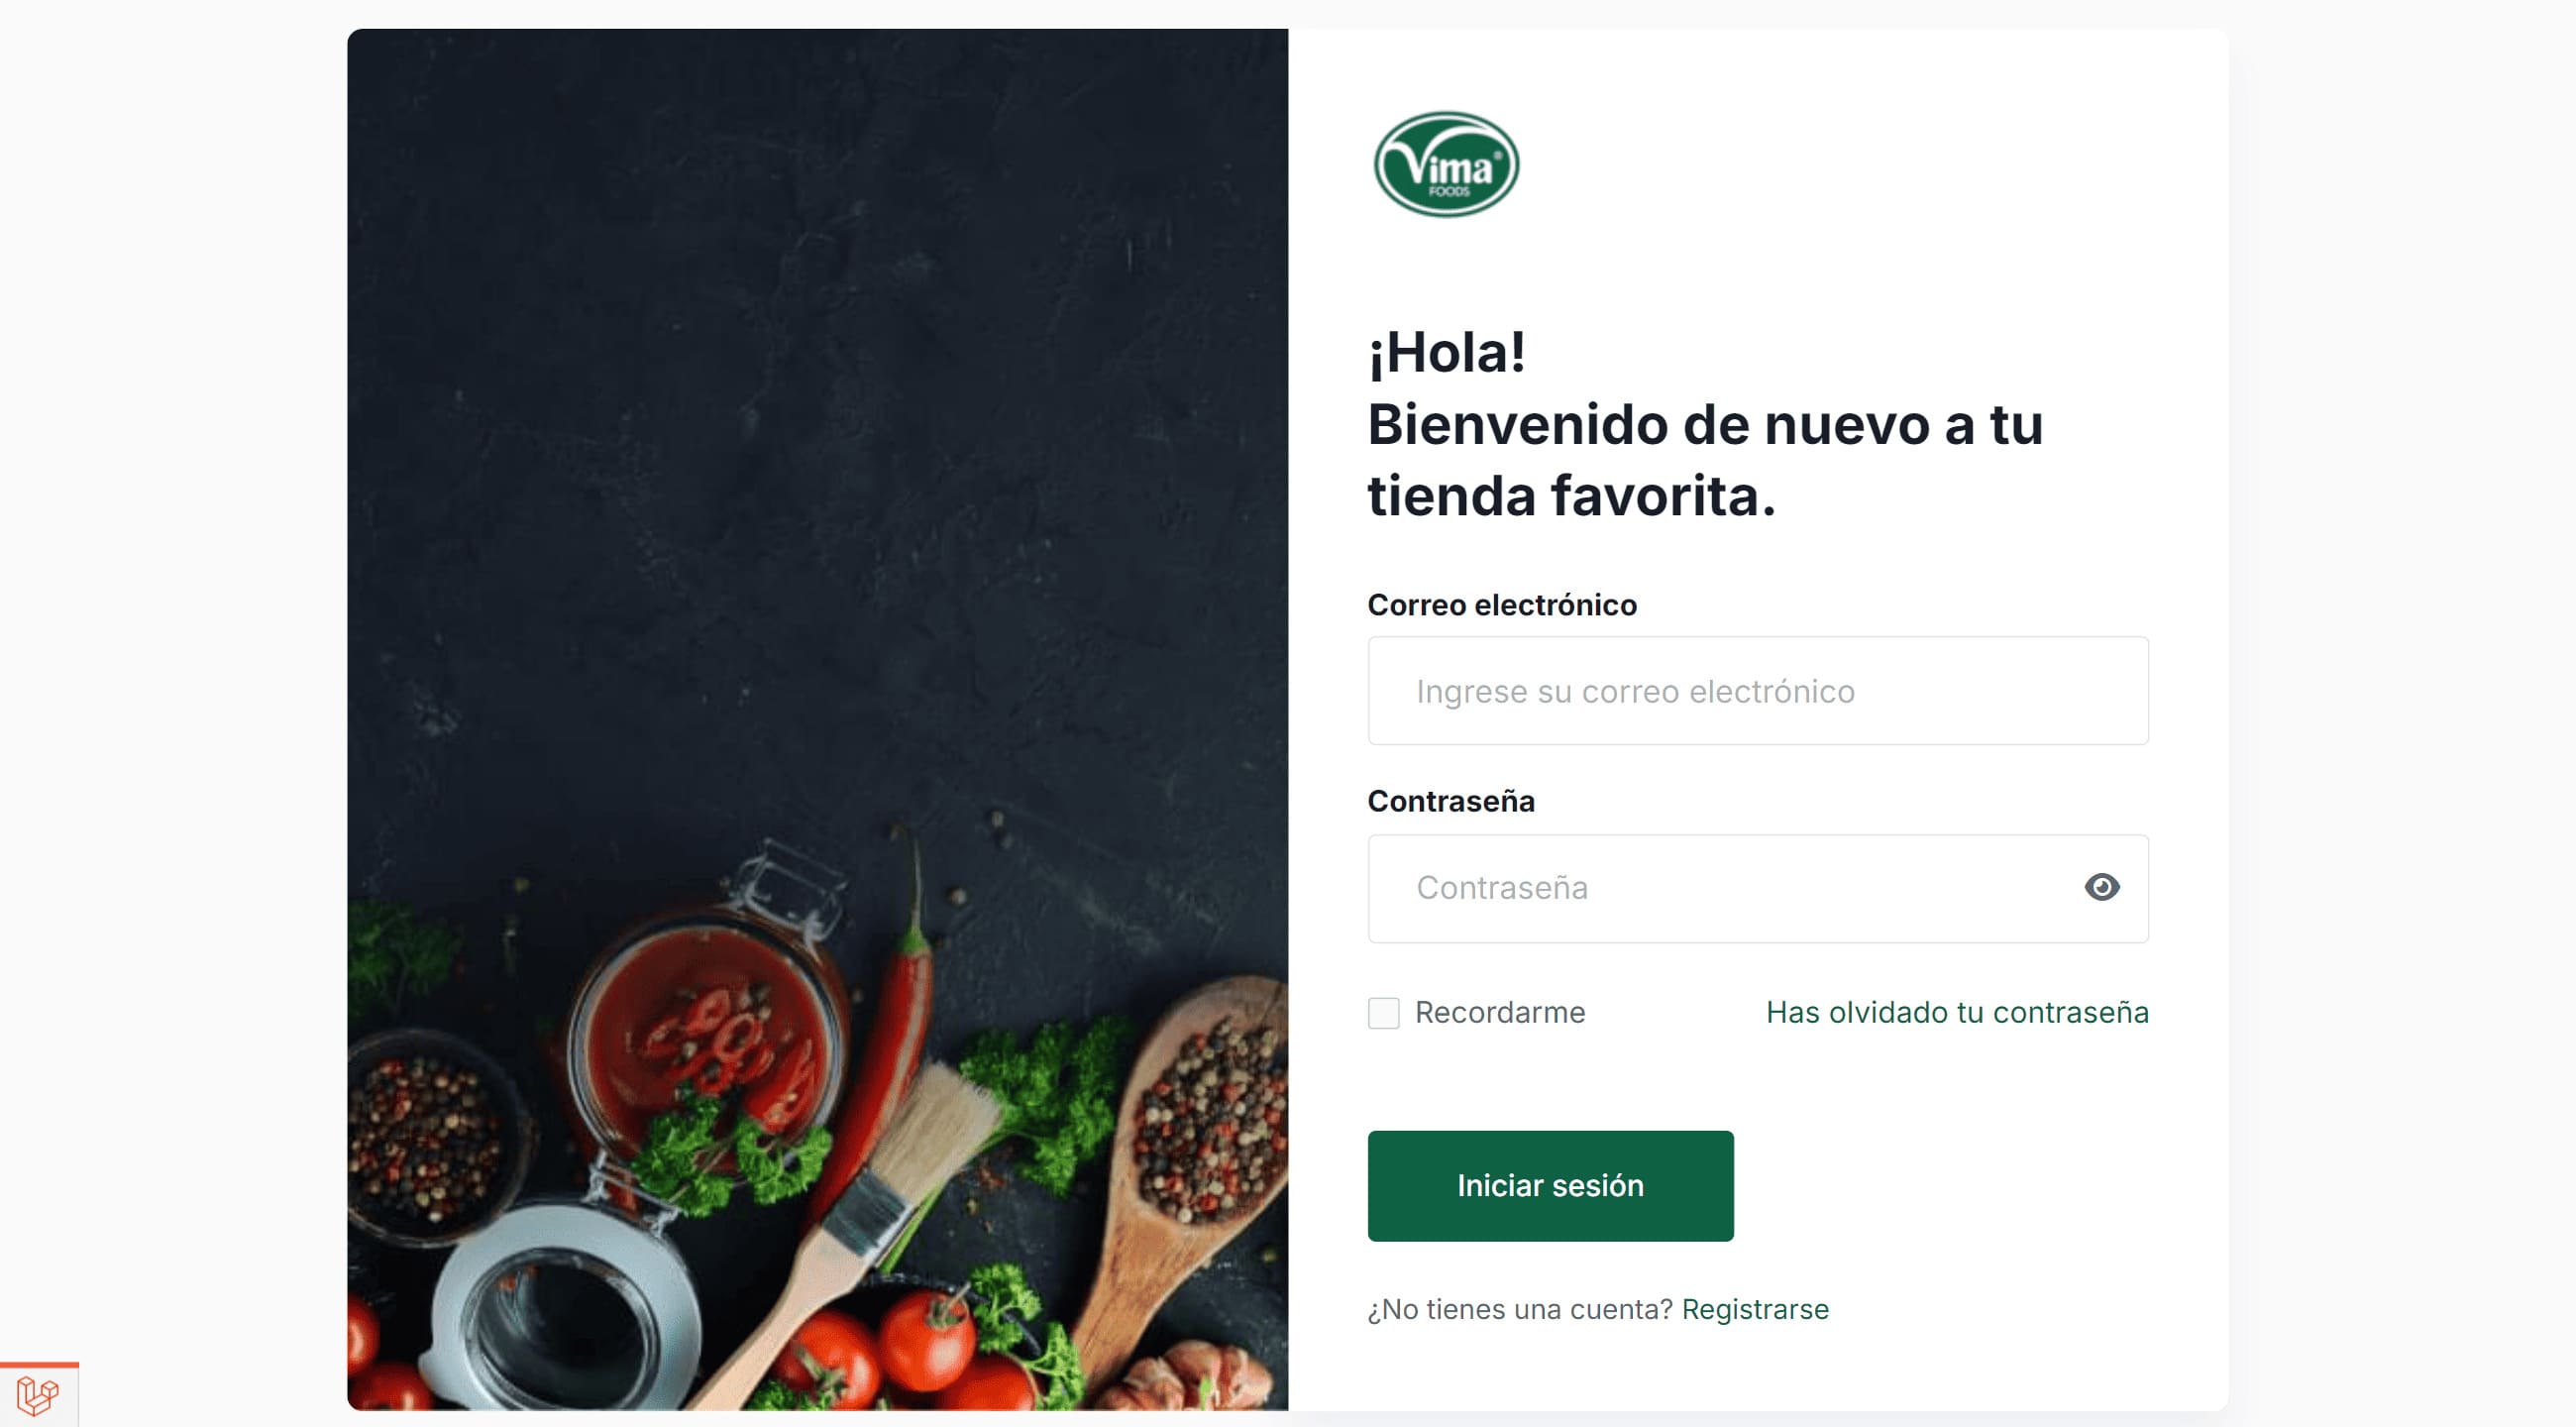 Vima®
FOODS
¡Hola!
Bienvenido de nuevo a tu
tienda favorita.
Correo electrónico
Ingrese su correo electrónico
Contraseña
Contraseña
Recordarme Has olvidado tu contraseña
Iniciar sesión
¿No tienes una cuenta? Registrarse